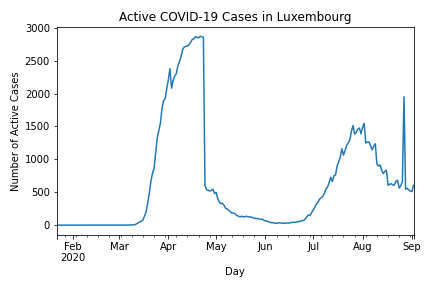 Active COVID-19 Cases in Luxembourg
Number of Active Cases
3000
2500
2000
1500
1000
500
0
Feb Mar Apr May Jun Jul Aug Sep
2020
Day